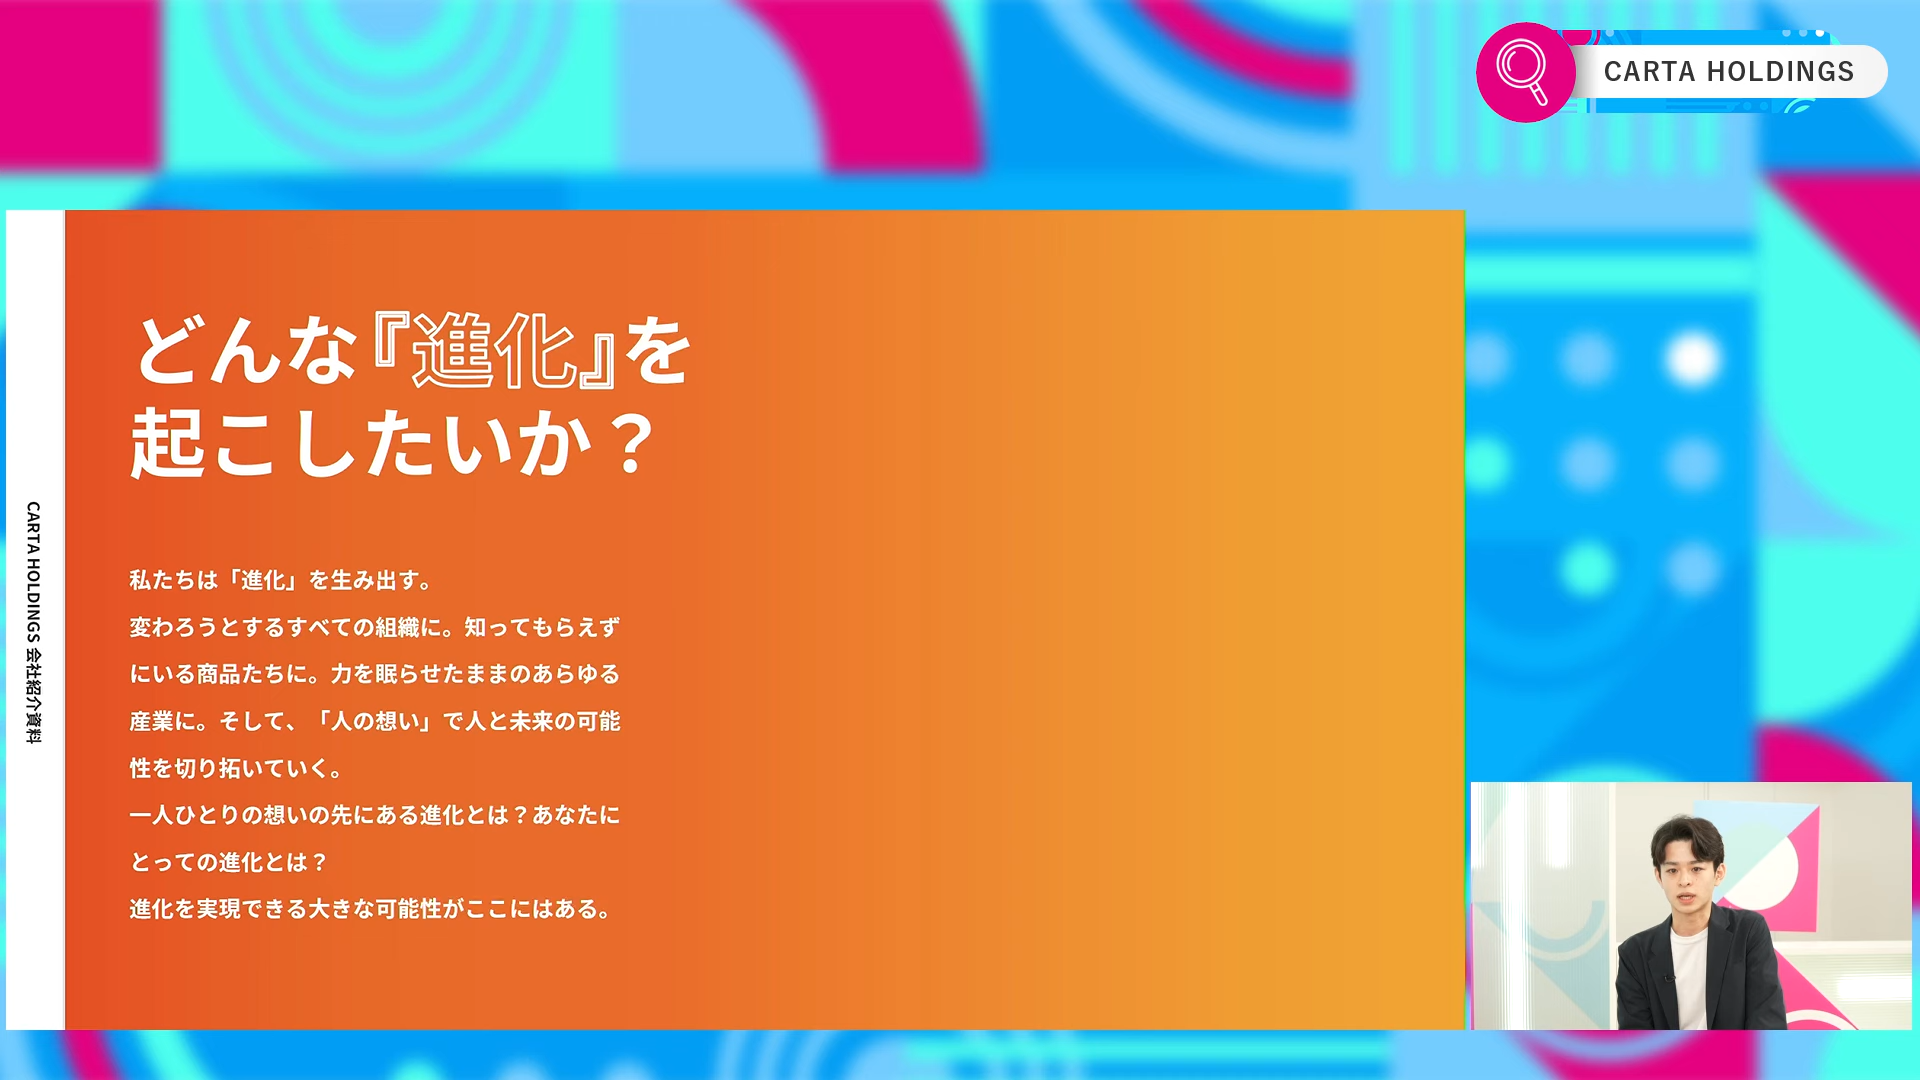 CARTA HOLDINGS
どんな『進化』を
起こしたいか？
私たちは「進化」を生み出す。
変わろうとするすべての組織に。知ってもらえず
にいる商品たちに。力を眠らせたままのあらゆる
産業に。そして、「人の想い」で人と未来の可能
性を切り拓いていく。
一人ひとりの想いの先にある進化とは？あなたに
とっての進化とは？
進化を実現できる大きな可能性がここにはある。
CARTA HOLDINGS 会社紹介資料